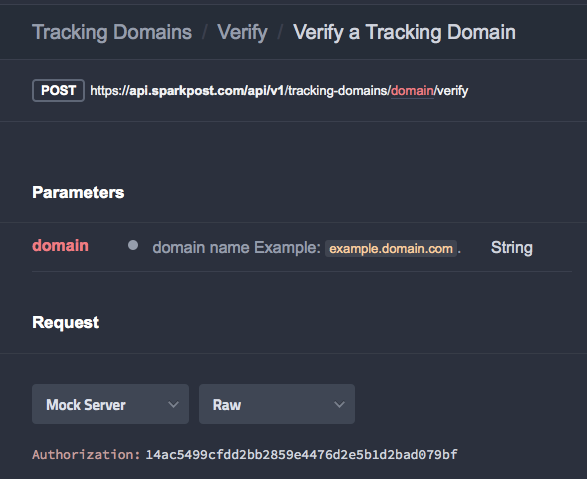 Tracking Domains / Verify / Verify a Tracking Domain
POST https://api.sparkpost.com/api/v1/tracking-domains/domain/verify
Parameters
domain domain name Example: example.domain.com. String
Request
Mock Server Raw
Authorization: 14ac5499cfdd2bb2859e4476d2e5b1d2bad079bf